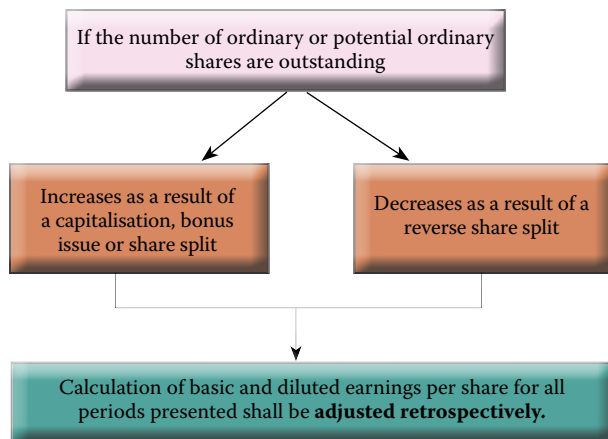 If the number of ordinary or potential ordinary
shares are outstanding
Increases as a result of
a capitalisation, bonus
issue or share split
Decreases as a result of a
reverse share split
Calculation of basic and diluted earnings per share for all
periods presented shall be adjusted retrospectively.